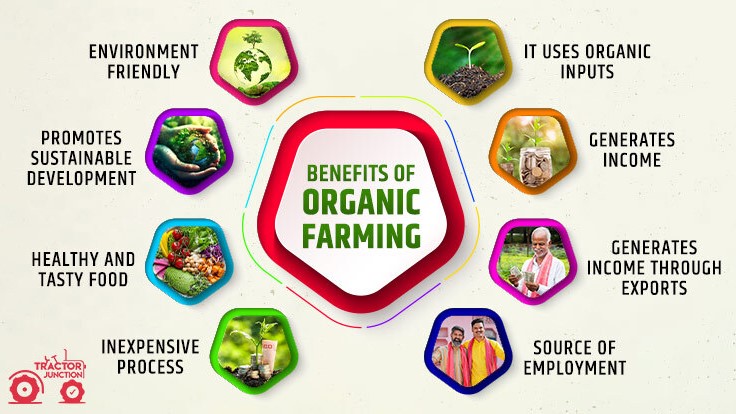 BENEFITS OF
ORGANIC
FARMING
ENVIRONMENT
FRIENDLY
PROMOTES
SUSTAINABLE
DEVELOPMENT
HEALTHY AND
TASTY FOOD
INEXPENSIVE
PROCESS
IT USES ORGANIC
INPUTS
GENERATES
INCOME
GENERATES
INCOME THROUGH
EXPORTS
SOURCE OF
EMPLOYMENT
TRACTOR
JUNCTION